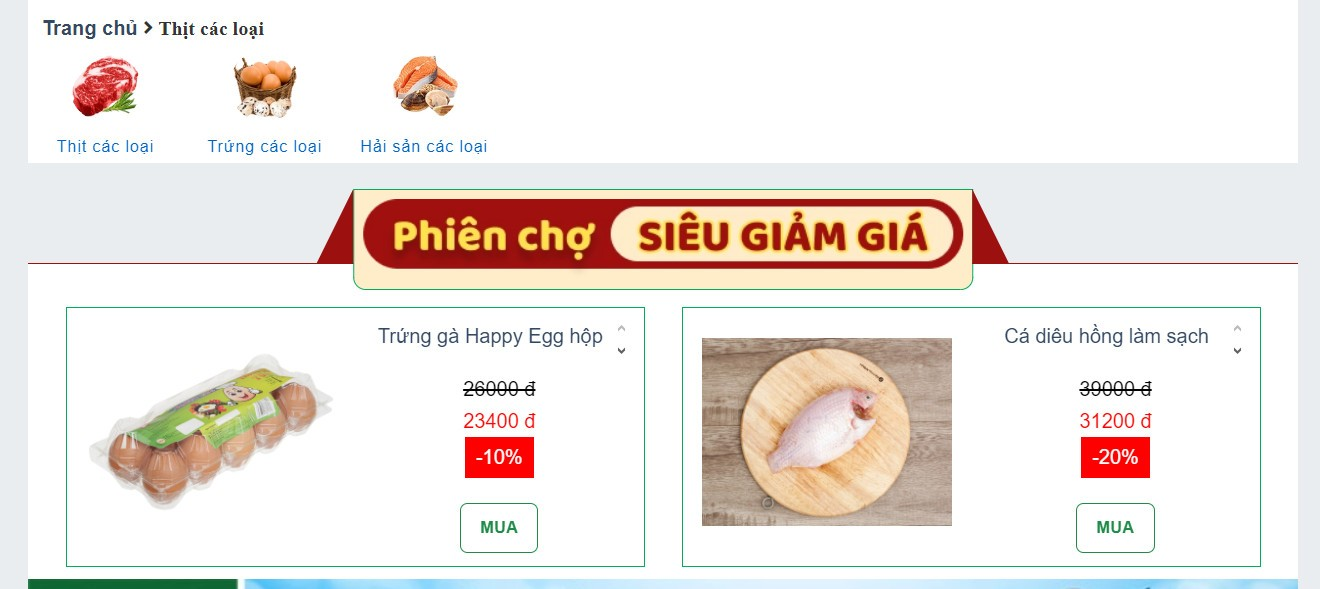 Trang chủ > Thịt các loại
Thịt các loại
Trứng các loại
Hải sản các loại
Phiên chợ SIÊU GIẢM GIÁ
Trứng gà Happy Egg hộp
26000 đ
23400 đ
-10%
MUA
Cá diêu hồng làm sạch
39000 đ
31200 đ
-20%
MUA